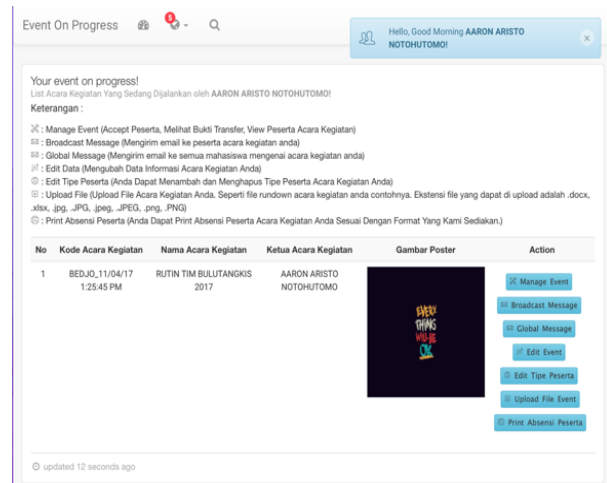 Event On Progress
9
Hello, Good Morning AARON ARISTO
NOTOHUTOMO!
Your event on progress!
List Acara Kegiatan Yang Sedang Dijalankan oleh AARON ARISTO NOTOHUTOMO!
Keterangan :
: Manage Event (Accept Peserta, Melihat Bukti Transfer, View Peserta Acara Kegiatan)
: Broadcast Message (Mengirim email ke peserta acara kegiatan anda)
: Global Message (Mengirim email ke semua mahasiswa mengenai acara kegiatan anda)
: Edit Data (Mengubah Data Informasi Acara Kegiatan Anda)
: Edit Tipe Peserta (Anda Dapat Menambah dan Menghapus Tipe Peserta Acara Kegiatan Anda)
: Upload File (Upload File Acara Kegiatan Anda. Seperti file rundown acara kegiatan anda contohnya. Ekstensi file yang dapat di upload adalah .docx,
.xlsx, .jpg, .JPG, .jpeg, .JPEG, .png, .PNG)
: Print Absensi Peserta (Anda Dapat Print Absensi Peserta Acara Kegiatan Anda Sesuai Dengan Format Yang Kami Sediakan.)
No Kode Acara Kegiatan Nama Acara Kegiatan Ketua Acara Kegiatan Gambar Poster Action
1 BEDJO_11/04/17 RUTIN TIM BULUTANGKIS AARON ARISTO
1:25:45 PM 2017 NOTOHUTOMO
EVERY
THING
WILL BE
OK
Manage Event
Broadcast Message
Global Message
Edit Event
Edit Tipe Peserta
Upload File Event
Print Absensi Peserta
updated 12 seconds ago